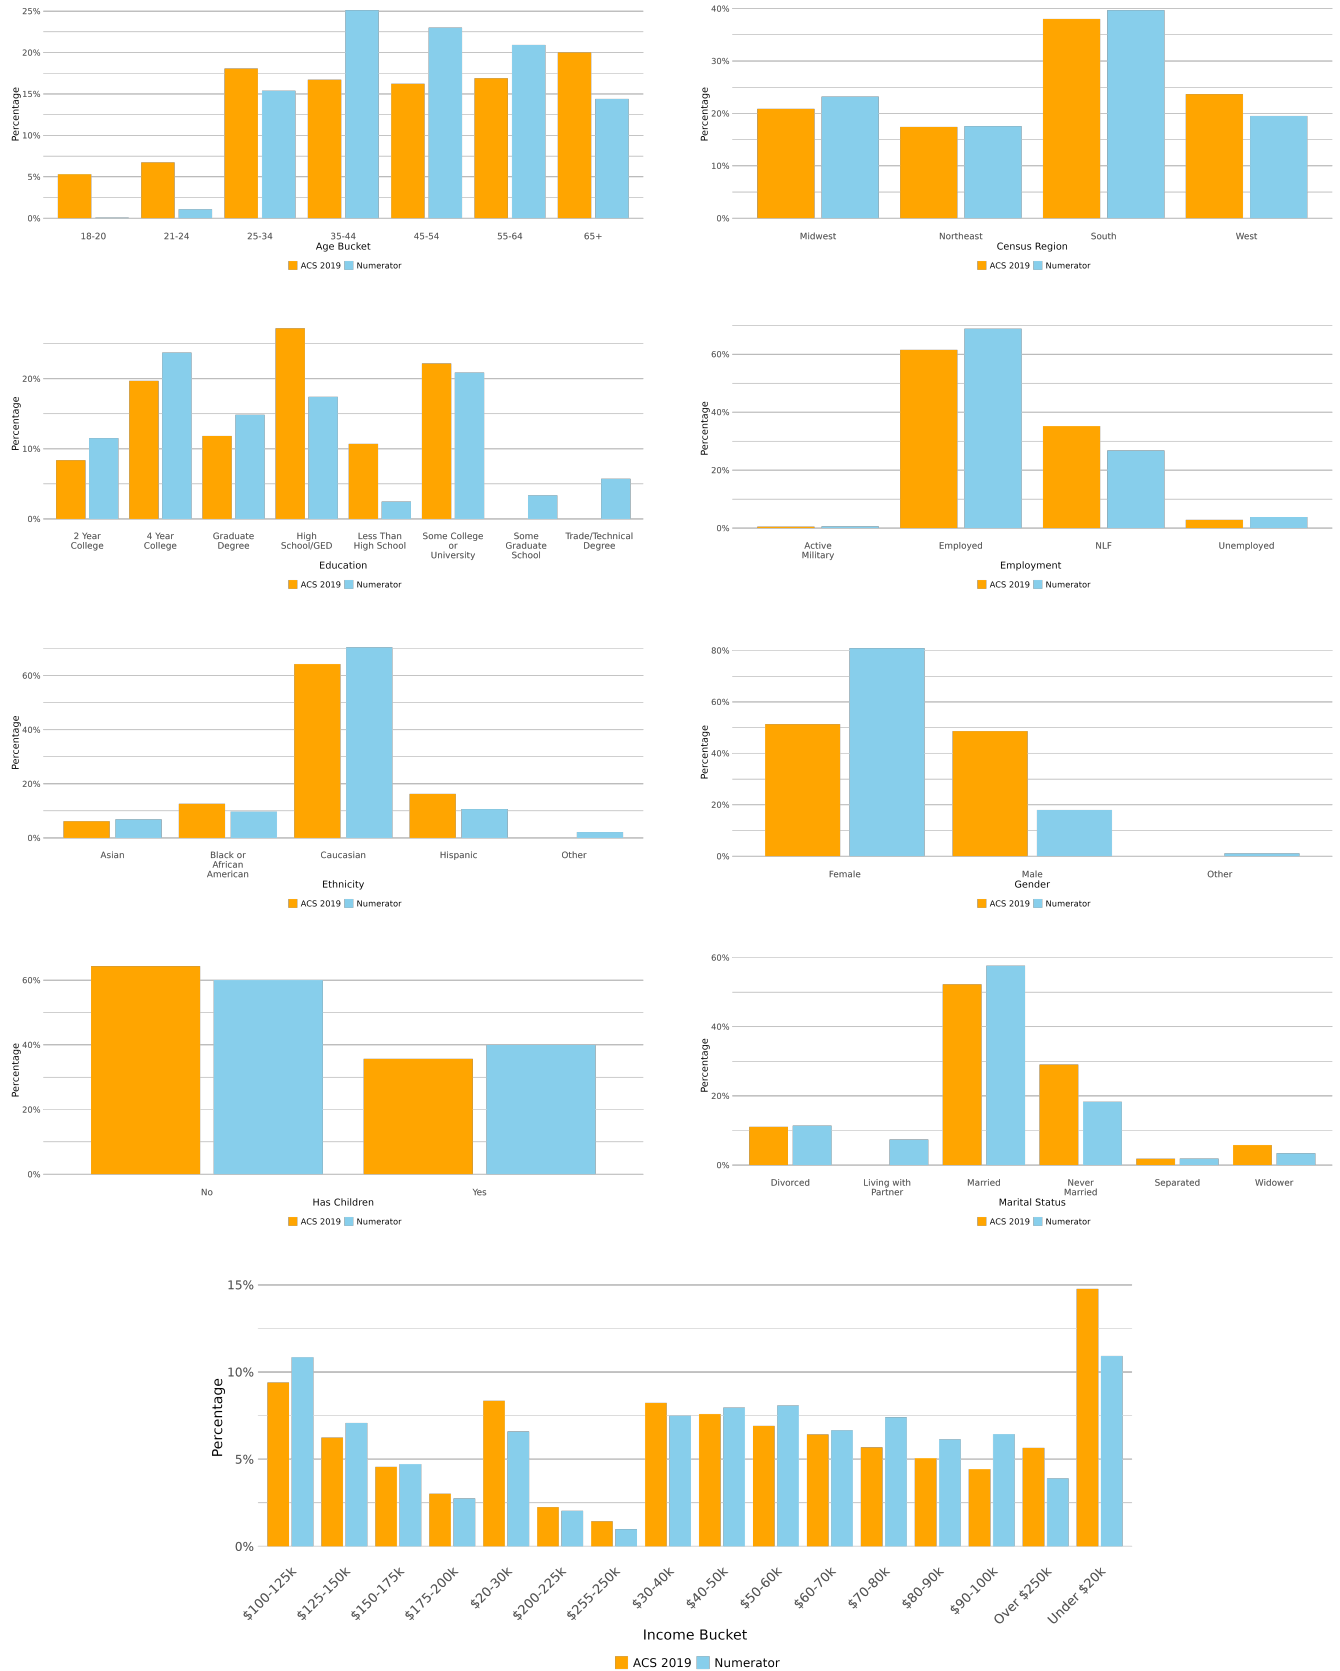 25%
20%
15%
10%
5%
0%
Percentage
18-20 21-24 25-34 35-44 45-54 55-64 65+
Age Bucket
ACS 2019 Numerator
40%
30%
20%
10%
0%
Percentage
Midwest Northeast South West
Census Region
ACS 2019 Numerator
20%
10%
0%
Percentage
2 Year 4 Year Graduate High Less Than Some College Some Trade/Technical
College College Degree School/GED High School or Graduate Degree
University School
Education
ACS 2019 Numerator
60%
40%
20%
0%
Percentage
Active Employed NLF Unemployed
Military
Employment
ACS 2019 Numerator
60%
40%
20%
0%
Percentage
Asian Black or Caucasian Hispanic Other
African
American
Ethnicity
ACS 2019 Numerator
80%
60%
40%
20%
0%
Percentage
Female Male Other
Gender
ACS 2019 Numerator
60%
40%
20%
0%
Percentage
No Yes
Has Children
ACS 2019 Numerator
60%
40%
20%
0%
Percentage
Divorced Living with Married Never Separated Widower
Partner Married
Marital Status
ACS 2019 Numerator
15%
10%
5%
0%
Percentage
$100-125k $125-150k $150-175k $175-200k $20-30k $200-225k $255-250k $30-40k $40-50k $50-60k $60-70k $70-80k $80-90k $90-100k Over $250k Under $20k
Income Bucket
ACS 2019 Numerator